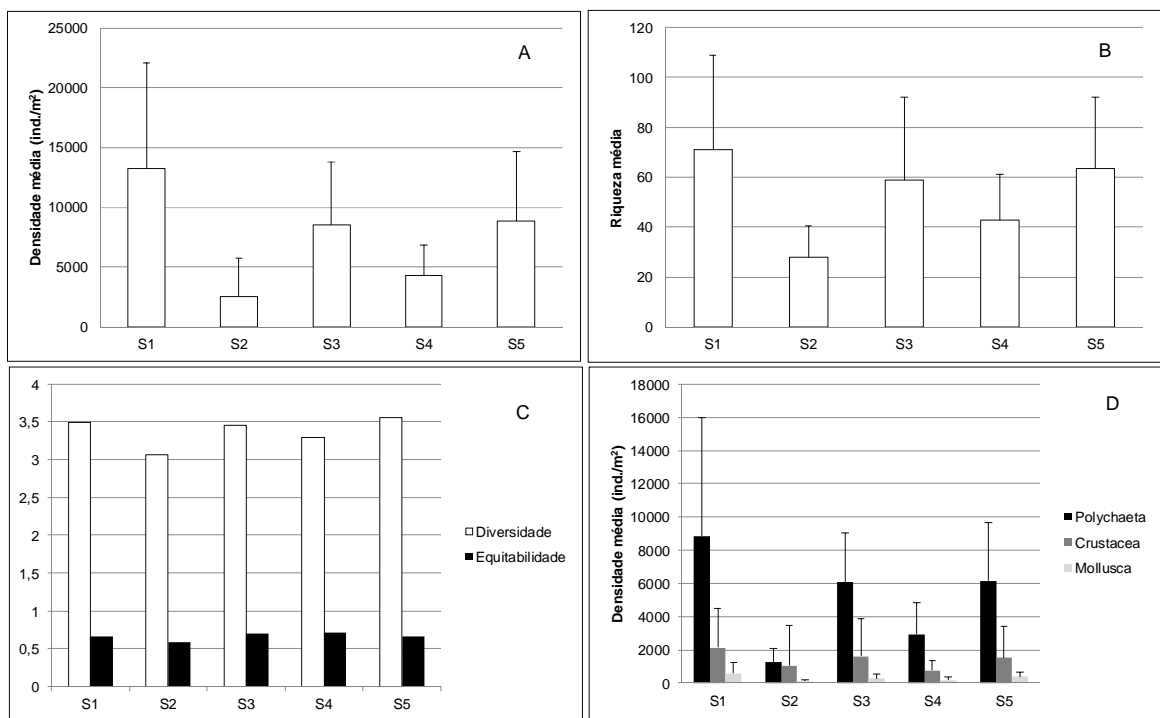 A
Densidade média (ind./m²)
25000
20000
15000
10000
5000
0
S1 S2 S3 S4 S5
B
Riqueza média
120
100
80
60
40
20
0
S1 S2 S3 S4 S5
C
4
3,5
3
2,5
2
1,5
1
0,5
0
S1 S2 S3 S4 S5
Diversidade
Equitabilidade
D
Densidade média (ind./m²)
18000
16000
14000
12000
10000
8000
6000
4000
2000
0
S1 S2 S3 S4 S5
Polychaeta
Crustacea
Mollusca